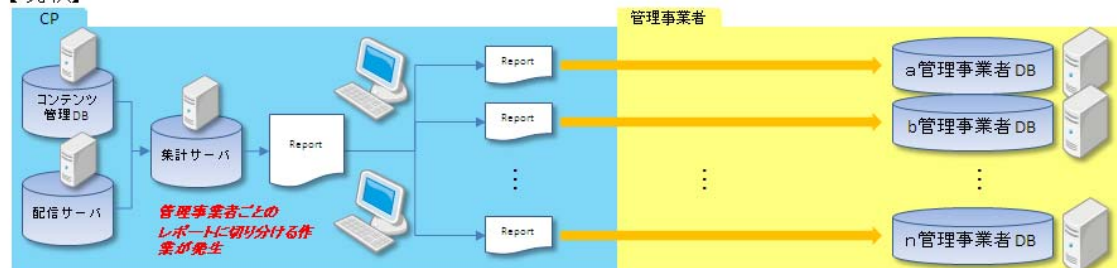 CP
管理事業者
コンテンツ
管理DB
配信サーバ
集計サーバ
Report
管理事業者ごとの
レポートに切り分ける作
業が発生
Report
Report
⋮
Report
⋮
a管理事業者DB
b管理事業者DB
⋮
n管理事業者DB